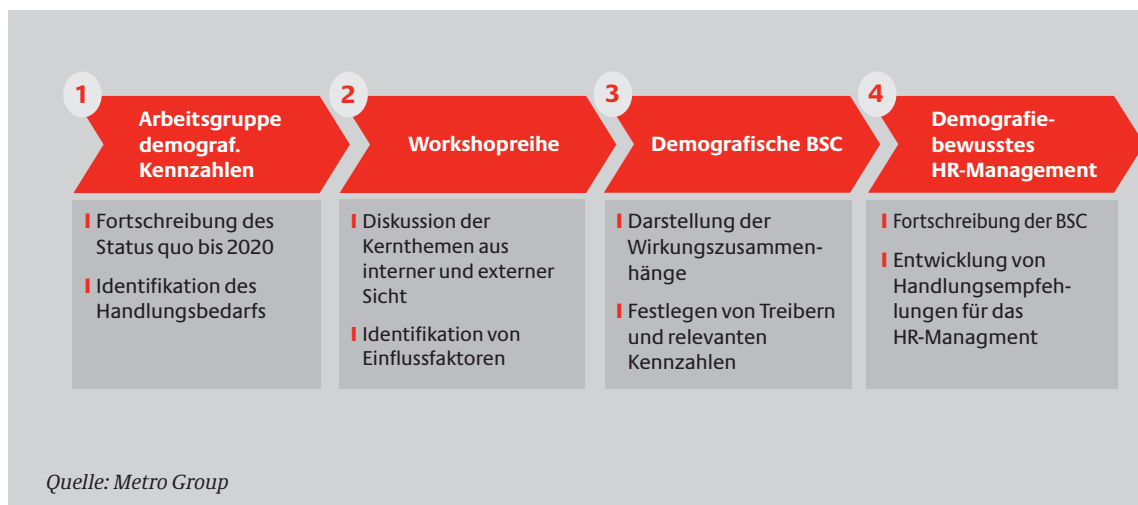 1
Arbeitsgruppe
demograf.
Kennzahlen
Fortschreibung des
Status quo bis 2020
Identifikation des
Handlungsbedarfs
2
Workshopreihe
Diskussion der
Kernthemen aus
interner und externer
Sicht
Identifikation von
Einflussfaktoren
3
Demografische BSC
Darstellung der
Wirkungszusammen-
hänge
Festlegen von Treibern
und relevanten
Kennzahlen
4
Demografie-
bewusstes
HR-Management
Fortschreibung der BSC
Entwicklung von
Handlungsempfeh-
lungen für das
HR-Managment
Quelle: Metro Group